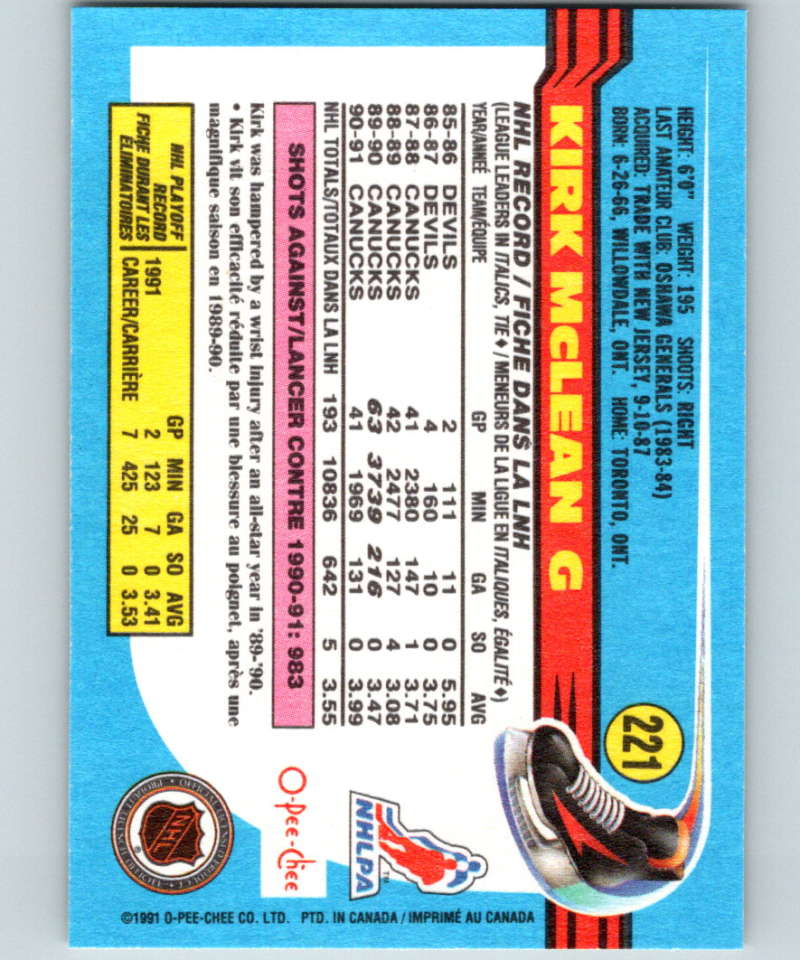 221
HEIGHT: 6'0" WEIGHT: 195 SHOOTS: RIGHT
LAST AMATEUR CLUB: OSHAWA GENERALS (1983-84)
ACQUIRED: TRADE WITH NEW JERSEY, 9-10-87
BORN: 6-26-66, WILLOWDALE, ONT. HOME: TORONTO, ONT.
KIRK McLEAN G
NHL RECORD / FICHE DANS LA LNH
(LEAGUE LEADERS IN ITALICS, TIE ♦ / MENEURS DE LA LIGUE EN ITALIQUES, ÉGALITÉ ♦)
YEAR/ANNÉE TEAM/ÉQUIPE GP MIN GA SO AVG
85-86 DEVILS 2 111 11 0 5.95
86-87 DEVILS 4 160 10 0 3.75
87-88 CANUCKS 41 2380 147 1 3.71
88-89 CANUCKS 42 2477 127 4 3.08
89-90 CANUCKS 63 3739 216 0 3.47
90-91 CANUCKS 41 1969 131 0 3.99
NHL TOTALS/TOTAUX DANS LA LNH 193 10836 642 5 3.55
SHOTS AGAINST/LANCER CONTRE 1990-91: 983
Kirk was hampered by a wrist injury after an all-star year in '89-'90.
• Kirk vit son efficacité réduite par une blessure au poignet, après une
magnifique saison en 1989-90.
NHL PLAYOFF
RECORD
FICHE DURANT LES
ÉLIMINATOIRES
GP MIN GA SO AVG
1991 2 123 7 0 3.41
CAREER/CARRIÈRE 7 425 25 0 3.53
NHLPA
TM
O-Pee-Chee
NHL
©1991 O-PEE-CHEE CO. LTD. PTD. IN CANADA / IMPRIMÉ AU CANADA